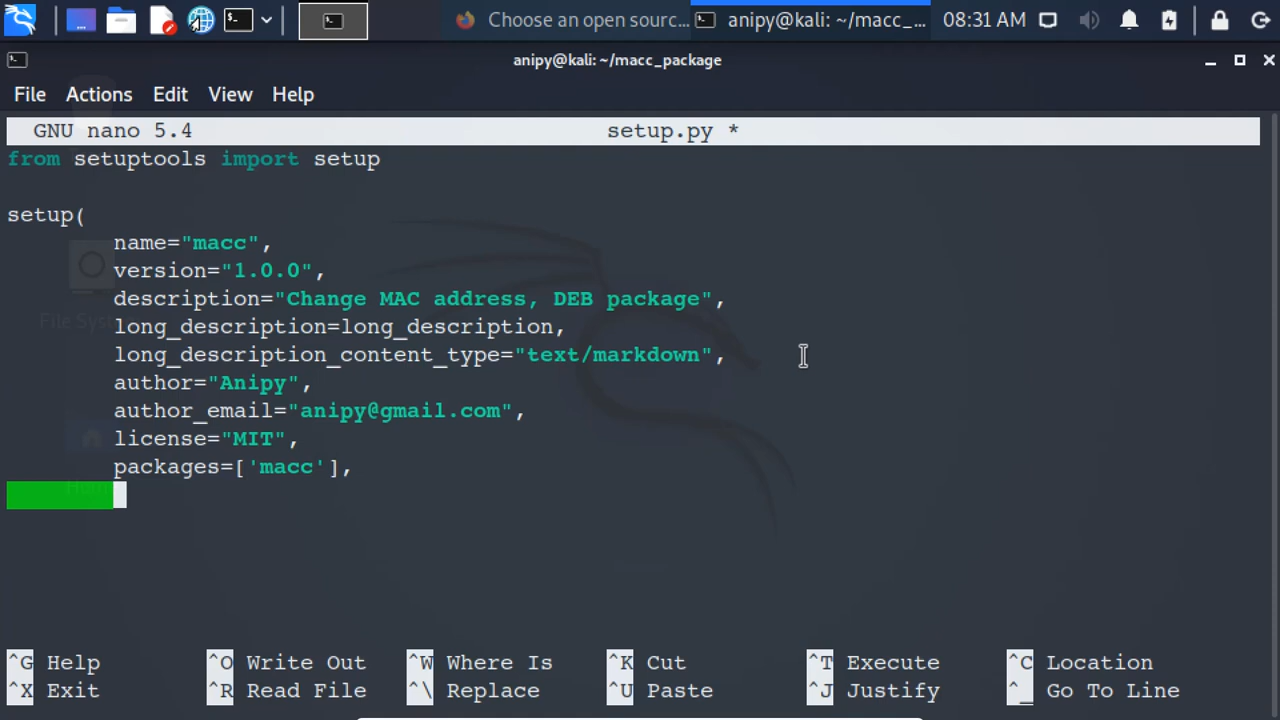 Choose an open sourc…
anipy@kali: ~/macc_…
08:31 AM
anipy@kali: ~/macc_package
File Actions Edit View Help
GNU nano 5.4 setup.py *
from setuptools import setup
setup(
name="macc",
version="1.0.0",
description="Change MAC address, DEB package",
long_description=long_description,
long_description_content_type="text/markdown",
author="Anipy",
author_email="anipy@gmail.com",
license="MIT",
packages=['macc'],
File System
Home
^G Help ^O Write Out ^W Where Is ^K Cut ^T Execute ^C Location
^X Exit ^R Read File ^\ Replace ^U Paste ^J Justify ^_ Go To Line